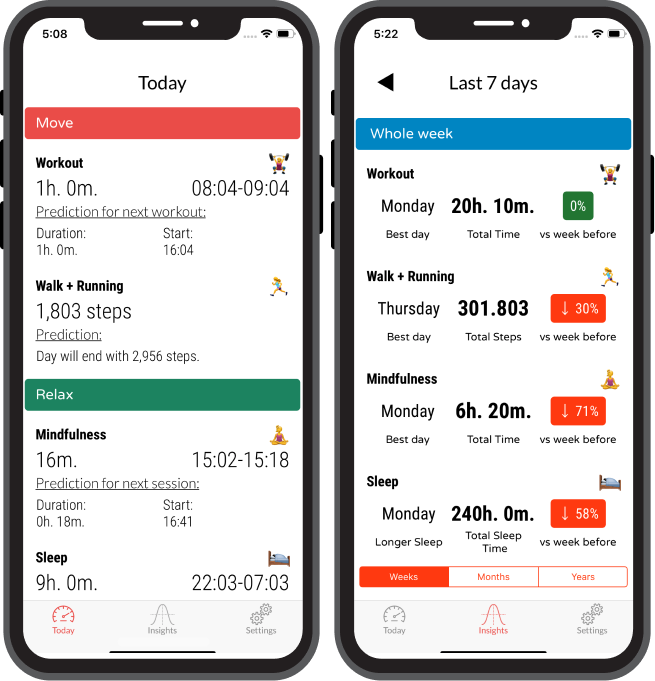 5:08
Today
Move
Workout
1h. 0m. 08:04-09:04
Prediction for next workout:
Duration: Start:
1h. 0m. 16:04
Walk + Running
1,803 steps
Prediction:
Day will end with 2,956 steps.
Relax
Mindfulness
16m. 15:02-15:18
Prediction for next session:
Duration: Start:
0h. 18m. 16:41
Sleep
9h. 0m. 22:03-07:03
Today Insights Settings
5:22
Last 7 days
Whole week
Workout
Monday 20h. 10m. 0%
Best day Total Time vs week before
Walk + Running
Thursday 301.803 ↓ 30%
Best day Total Steps vs week before
Mindfulness
Monday 6h. 20m. ↓ 71%
Best day Total Time vs week before
Sleep
Monday 240h. 0m. ↓ 58%
Longer Sleep Total Sleep Time vs week before
Weeks Months Years
Today Insights Settings